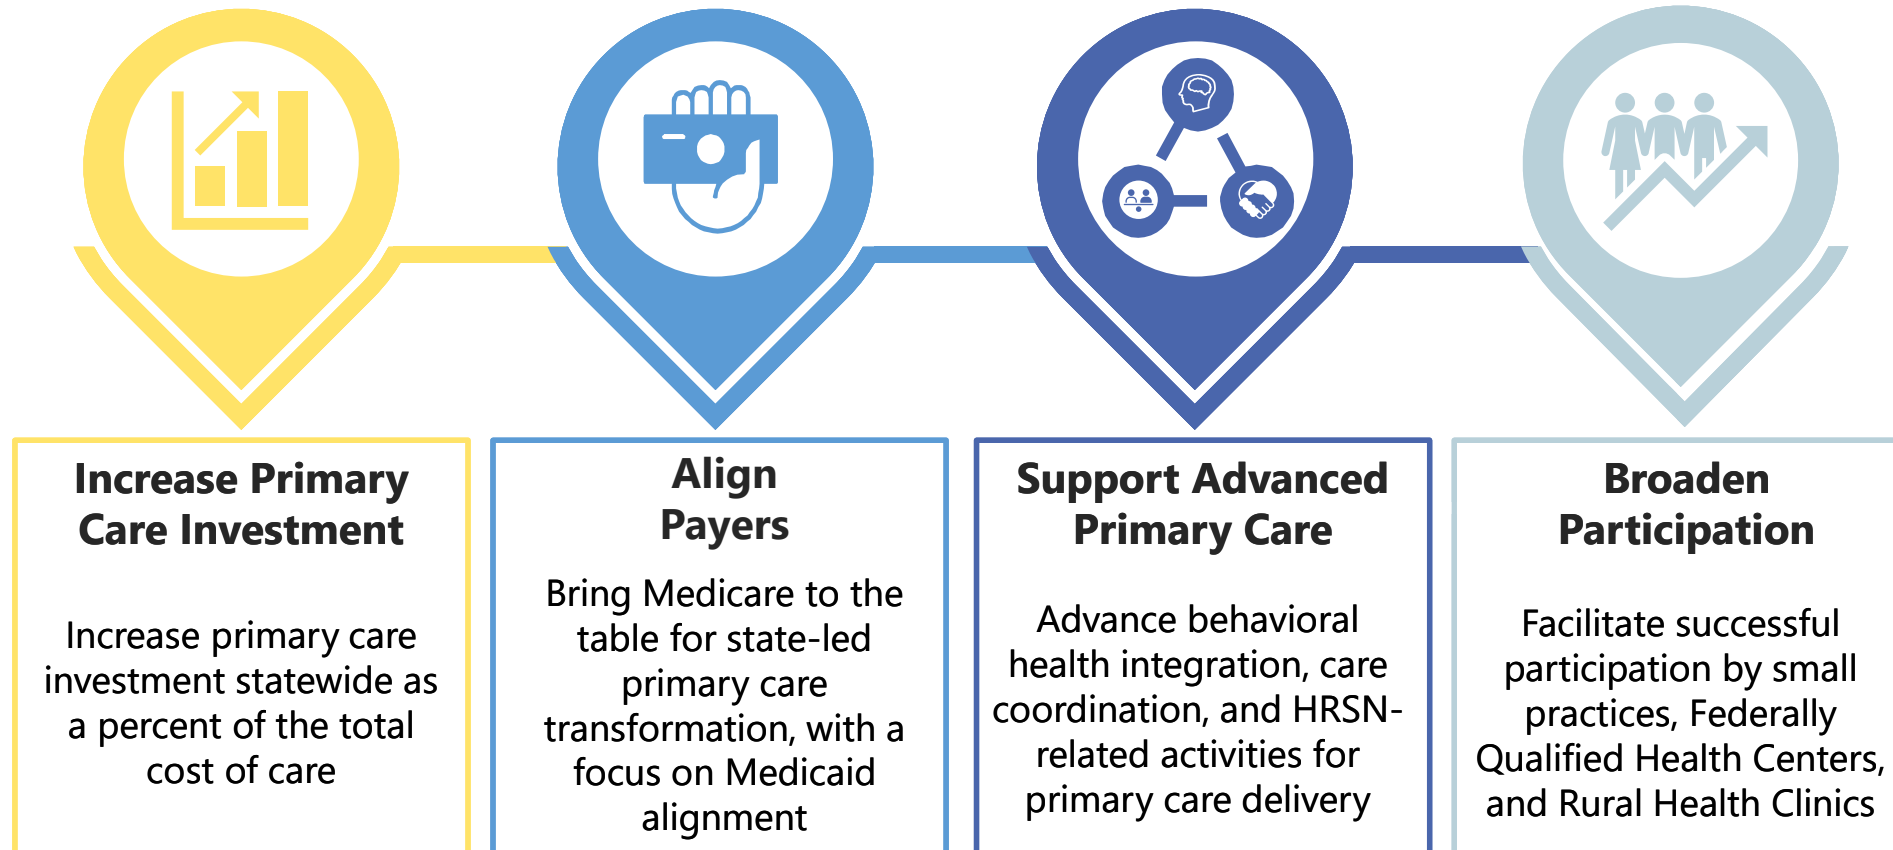 Increase Primary
Care Investment
Increase primary care
investment statewide as
a percent of the total
cost of care
Align
Payers
Bring Medicare to the
table for state-led
primary care
transformation, with a
focus on Medicaid
alignment
Support Advanced
Primary Care
Advance behavioral
health integration, care
coordination, and HRSN-
related activities for
primary care delivery
Broaden
Participation
Facilitate successful
participation by small
practices, Federally
Qualified Health Centers,
and Rural Health Clinics